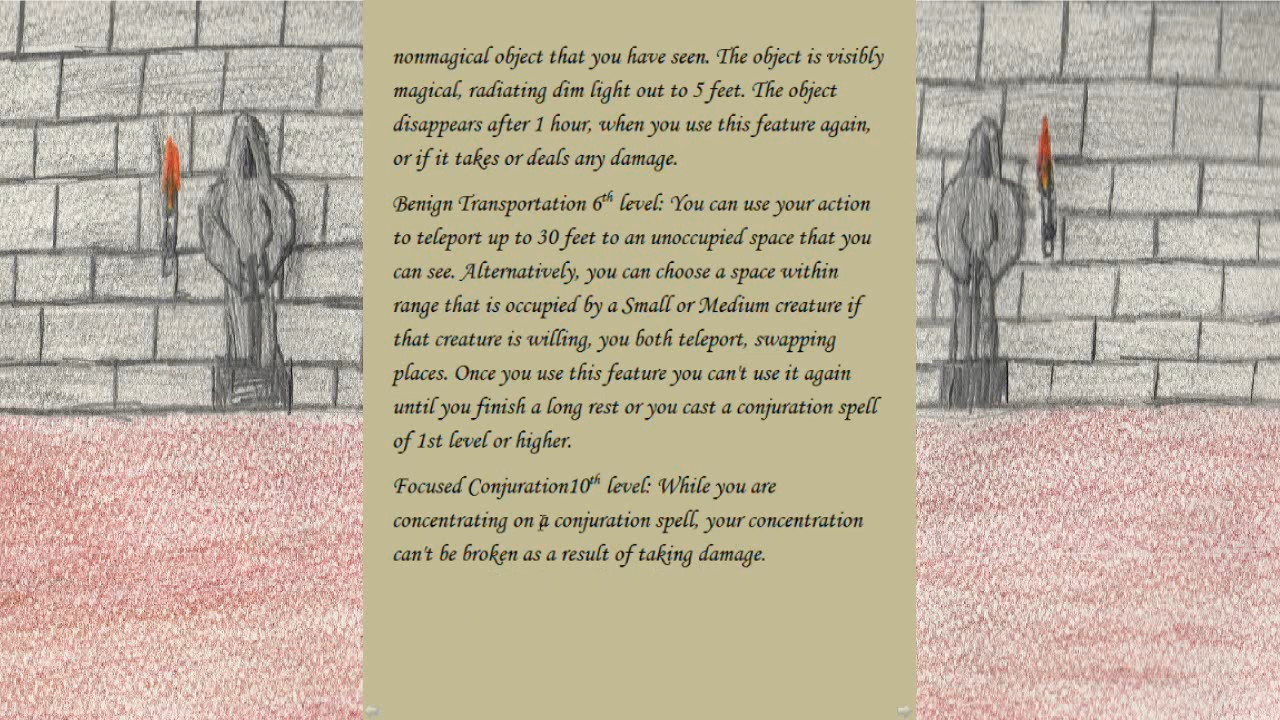 nonmagical object that you have seen. The object is visibly
magical, radiating dim light out to 5 feet. The object
disappears after 1 hour, when you use this feature again,
or if it takes or deals any damage.
Benign Transportation 6th level: You can use your action
to teleport up to 30 feet to an unoccupied space that you
can see. Alternatively, you can choose a space within
range that is occupied by a Small or Medium creature if
that creature is willing, you both teleport, swapping
places. Once you use this feature you can't use it again
until you finish a long rest or you cast a conjuration spell
of 1st level or higher.
Focused Conjuration10th level: While you are
concentrating on a conjuration spell, your concentration
can't be broken as a result of taking damage.